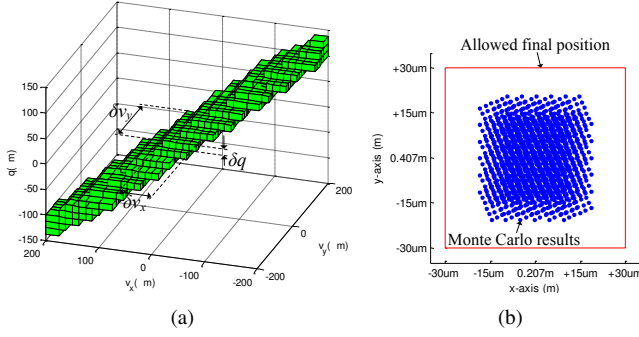 150
100
50
0
-50
-100
-150
q( m)
δv_y
δq
δv_x
200
100
0
-100
-200
v_x( m)
200
0
-200
v_y( m)
(a)
Allowed final position
+30um
+15um
0.407m
-15um
-30um
y-axis (m)
Monte Carlo results
-30um -15um 0.207m +15um +30um
x-axis (m)
(b)